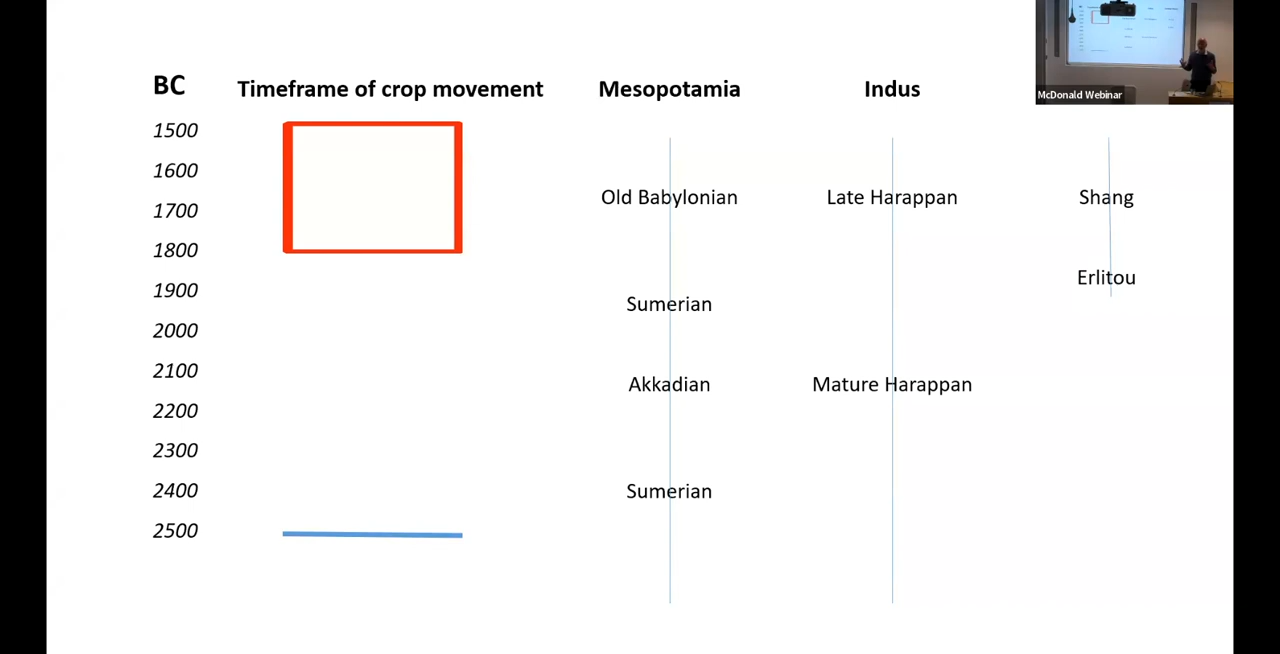 BC Timeframe of crop movement Mesopotamia Indus
McDonald Webinar
1500
1600
Old Babylonian Late Harappan Shang
1700
1800
Erlitou
1900
Sumerian
2000
2100
Akkadian Mature Harappan
2200
2300
2400
Sumerian
2500